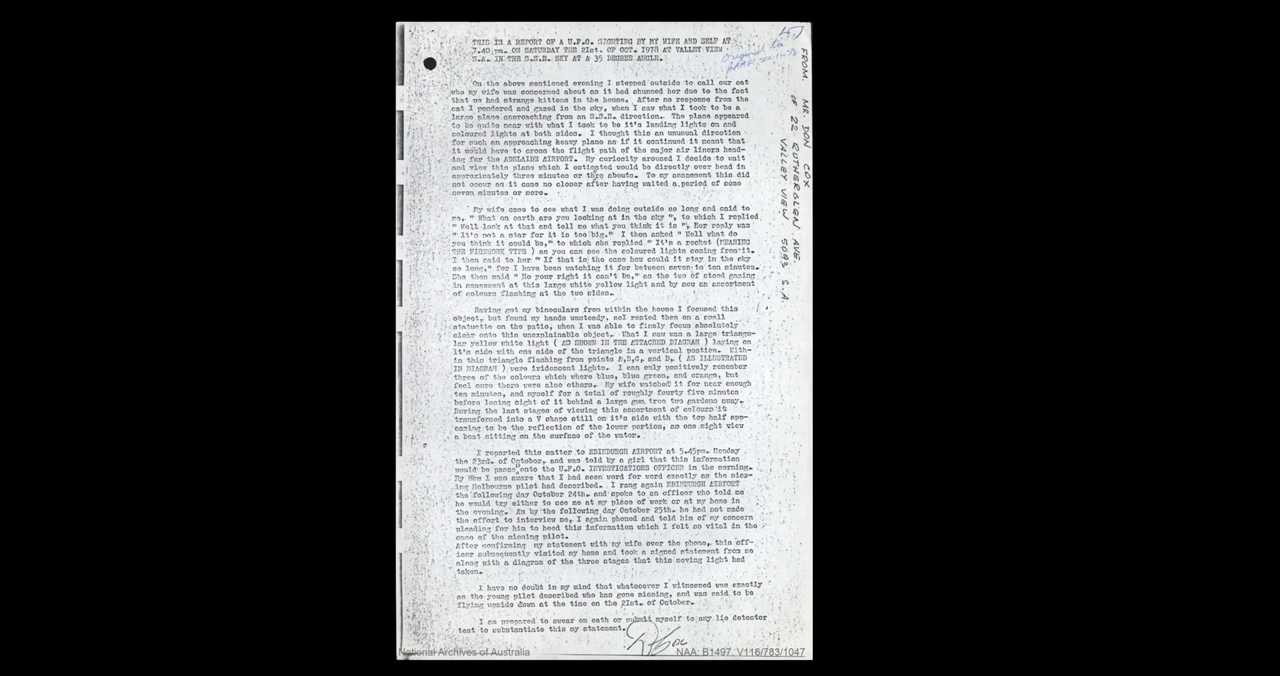 THIS IS A REPORT OF A U.F.O. SIGHTING BY MY WIFE AND SELF AT
7.40 pm. ON SATURDAY THE 21st. OF OCT. 1978 AT VALLEY VIEW
S.A. IN THE S.S.E. SKY AT A 35 DEGREE ANGLE.
FROM. MR. DON COX
OF 22 RUTHERGLEN AVE.
VALLEY VIEW 5093 S.A.
On the above mentioned evening I stepped outside to call our cat
who my wife was concerned about as it had shunned her due to the fact
that we had strange kittens in the house. After no response from the
cat I pondered and gazed in the sky, when I saw what I took to be a
large plane approaching from an S.S.E. direction. The plane appeared
to be quite near with what I took to be it's landing lights on and
coloured lights at both sides. I thought this an unusual direction
for such an approaching heavy plane as if it continued it meant that
it would have to cross the flight path of the major air liners head-
ing for the ADELAIDE AIRPORT. My curiosity aroused I decide to wait
and view this plane which I estimated would be directly over head in
approximately three minutes or there abouts. To my amasement this did
not occur as it came no closer after having waited a period of some
seven minutes or more.
My wife came to see what I was doing outside so long and said to
me, " What on earth are you looking at in the sky ", to which I replied
" Well look at that and tell me what you think it is ". Her reply was
" It's not a star for it is too big." I then asked " Well what do
you think it could be," to which she replied " It's a rocket (MEANING
THE FIREWORK TYPE ) as you can see the coloured lights coming from it.
I then said to her " If that is the case how could it stay in the sky
so long," for I have been watching it for between seven to ten minutes.
She then said " No your right it can't be," as the two of stood gazing
in amasement at this large white yellow light and by now an assortment
of colours flashing at the two sides.
Having got my binoculars from within the house I focused this
object, but found my hands unsteady, so I rested them on a small
statuette on the patio, when I was able to finely focus absolutely
clear onto this unexplainable object. What I saw was a large triangu-
lar yellow white light ( AS SHOWN IN THE ATTACHED DIAGRAM ) laying on
it's side with one side of the triangle in a vertical postion. With-
in this triangle flashing from points A,B,C, and D, ( AS ILLUSTRATED
IN DIAGRAM ) were iridescent lights. I can only positively remember
three of the colours which where blue, blue green, and orange, but
feel sure there were also others. My wife watched it for near enough
ten minutes, and myself for a total of roughly fourty five minutes
before losing sight of it behind a large gum tree two gardens away.
During the last stages of viewing this assortment of colours it
transformed into a V shape still on it's side with the top half app-
earing to be the reflection of the lower portion, as one might view
a boat sitting on the surface of the water.
I reported this matter to EDINBURGH AIRPORT at 5.45pm. Monday
the 23rd. of October, and was told by a girl that this information
would be passe onto the U.F.O. INVESTIGATIONS OFFICER in the morning.
By Now I was aware that I had seen word for word exactly as the miss-
ing Melbourne pilot had described. I rang again EDINBURGH AIRPORT
the following day October 24th. and spoke to an officer who told me
he would try either to see me at my place of work or at my home in
the evening. As by the following day October 25th. he had not made
the effort to interview me, I again phoned and told him of my concern
pleading for him to heed this information which I felt so vital in the
case of the missing pilot.
After confirming my statement with my wife over the phone, this off-
icer subsequently visited my home and took a signed statement from me
along with a diagram of the three stages that this moving light had
taken.
I have no doubt in my mind that whatsoever I witnessed was exactly
as the young pilot described who has gone missing, and was said to be
flying upside down at the time on the 21st. of October.
I am prepared to swear on oath or submit myself to any lie detector
test to substantiate this my statement.
National Archives of Australia
NAA: B1497, V116/783/1047